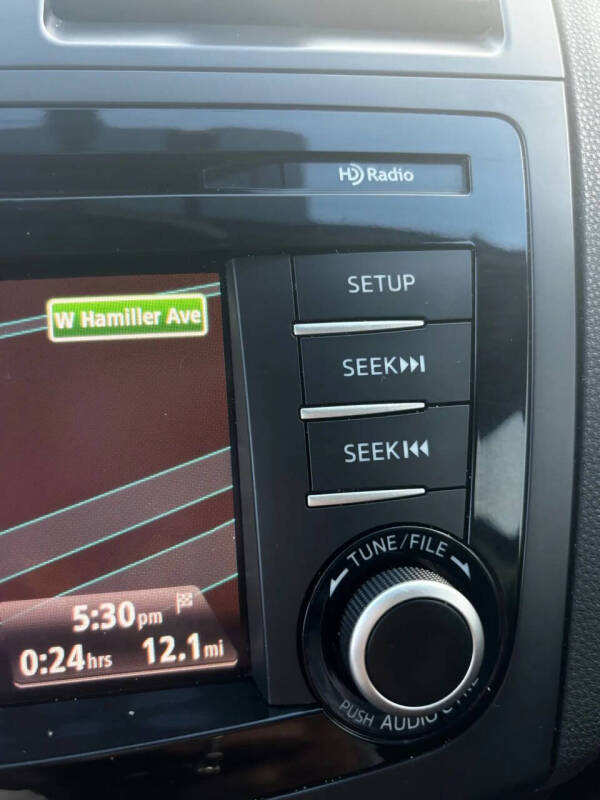 HD Radio
SETUP
W Hamiller Ave
SEEK
SEEK
TUNE/FILE
5:30pm
0:24hrs 12.1mi
PUSH AUDIO